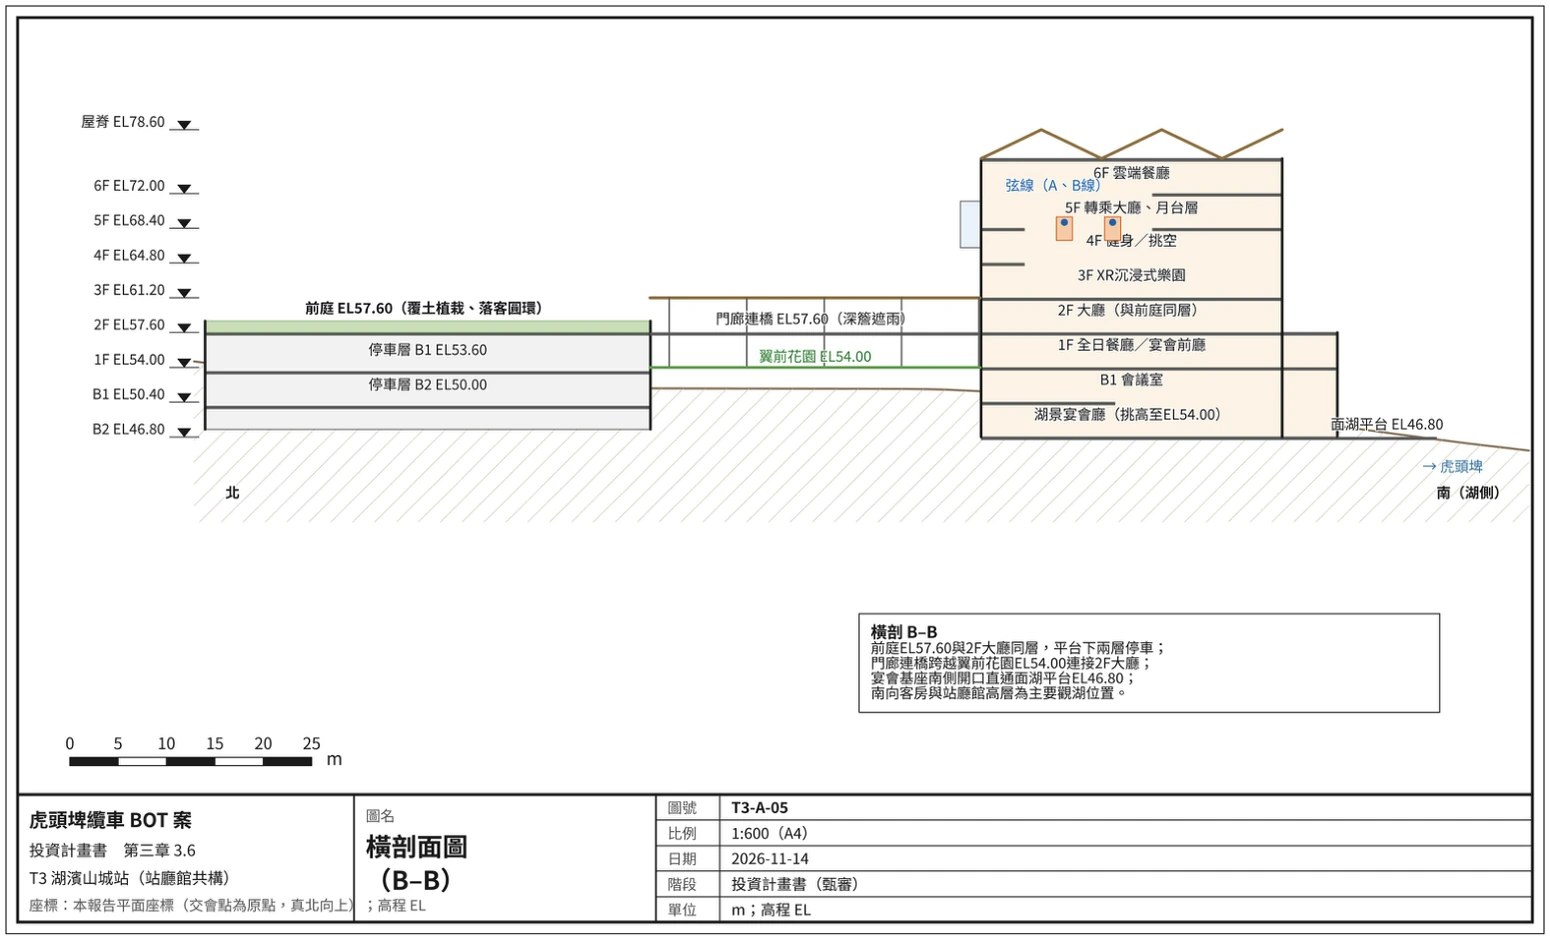 屋脊 EL78.60
6F EL72.00
5F EL68.40
4F EL64.80
3F EL61.20
2F EL57.60
1F EL54.00
B1 EL50.40
B2 EL46.80
前庭 EL57.60（覆土植栽、落客圓環）
停車層 B1 EL53.60
停車層 B2 EL50.00
門廊連橋 EL57.60（深簷遮雨）
翼前花園 EL54.00
6F 雲端餐廳
弦線（A、B線）
5F 轉乘大廳、月台層
4F 健身／挑空
3F XR沉浸式樂園
2F 大廳（與前庭同層）
1F 全日餐廳／宴會前廳
B1 會議室
湖景宴會廳（挑高至EL54.00）
面湖平台 EL46.80
→ 虎頭埤
北
南（湖側）
橫剖 B–B
前庭EL57.60與2F大廳同層，平台下兩層停車；
門廊連橋跨越翼前花園EL54.00連接2F大廳；
宴會基座南側開口直通面湖平台EL46.80；
南向客房與站廳館高層為主要觀湖位置。
0 5 10 15 20 25 m
虎頭埤纜車 BOT 案
投資計畫書　第三章 3.6
T3 湖濱山城站（站廳館共構）
座標：本報告平面座標（交會點為原點，真北向上）；高程 EL
圖名
橫剖面圖
（B–B）
圖號 T3-A-05
比例 1:600（A4）
日期 2026-11-14
階段 投資計畫書（甄審）
單位 m；高程 EL